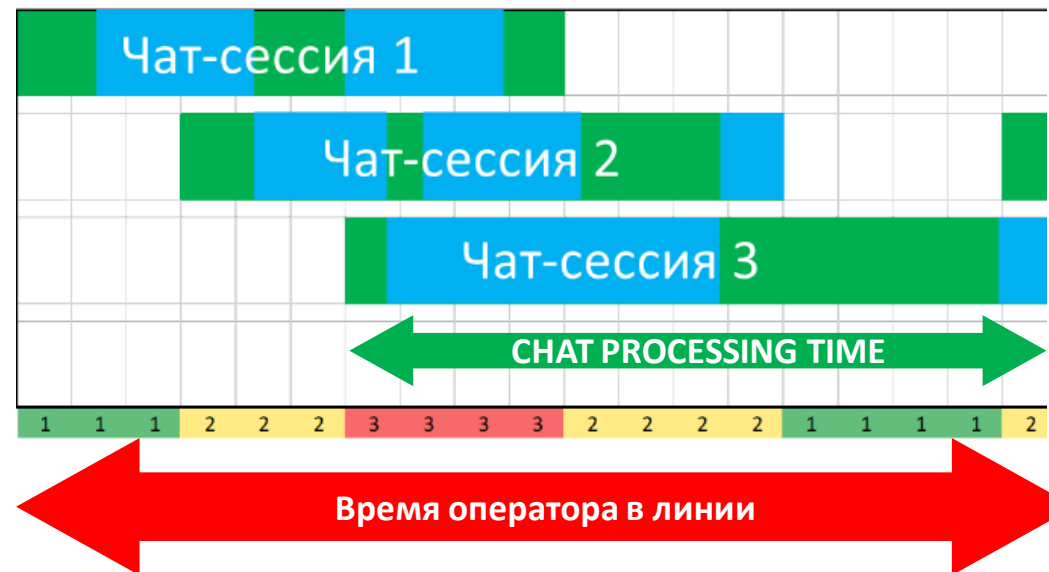 Чат-сессия 1
Чат-сессия 2
Чат-сессия 3
CHAT PROCESSING TIME
1 1 1 2 2 2 3 3 3 3 2 2 2 2 1 1 1 1 2
Время оператора в линии